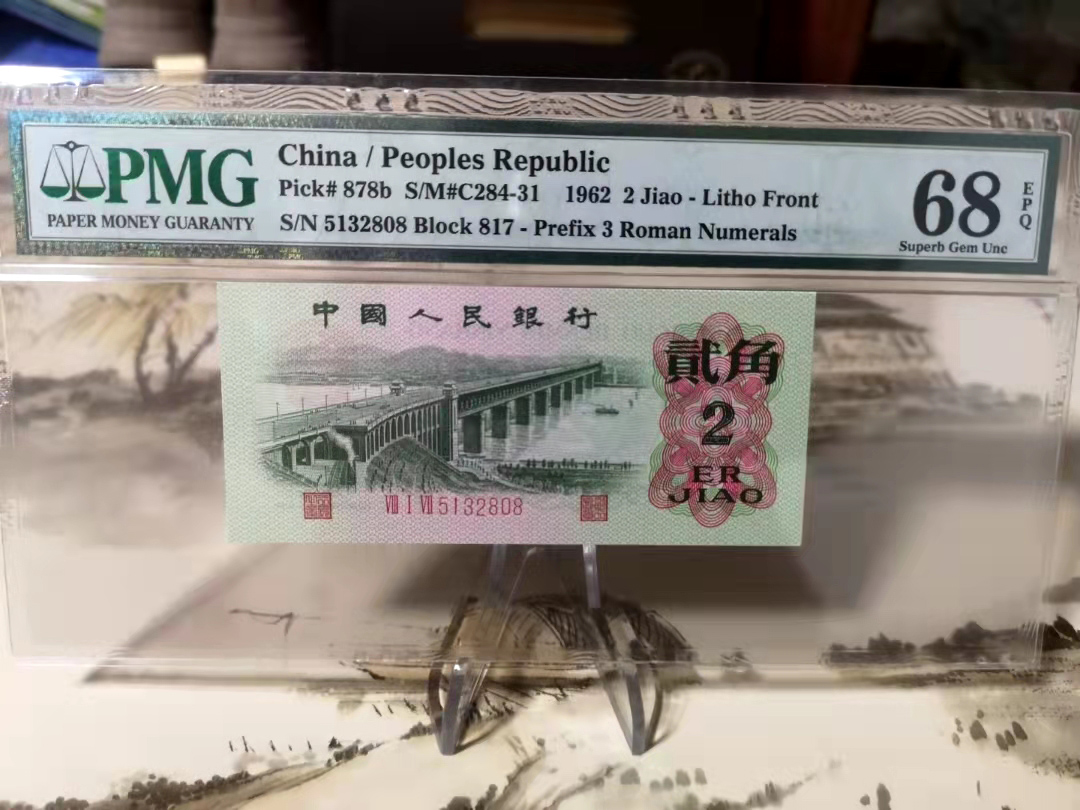 PMG
PAPER MONEY GUARANTY
China / Peoples Republic
Pick# 878b S/M#C284-31 1962 2 Jiao - Litho Front
S/N 5132808 Block 817 - Prefix 3 Roman Numerals
68
EPQ
Superb Gem Unc
中國人民銀行
貳角
2
ER
JIAO
Ⅷ Ⅰ Ⅶ 5132808